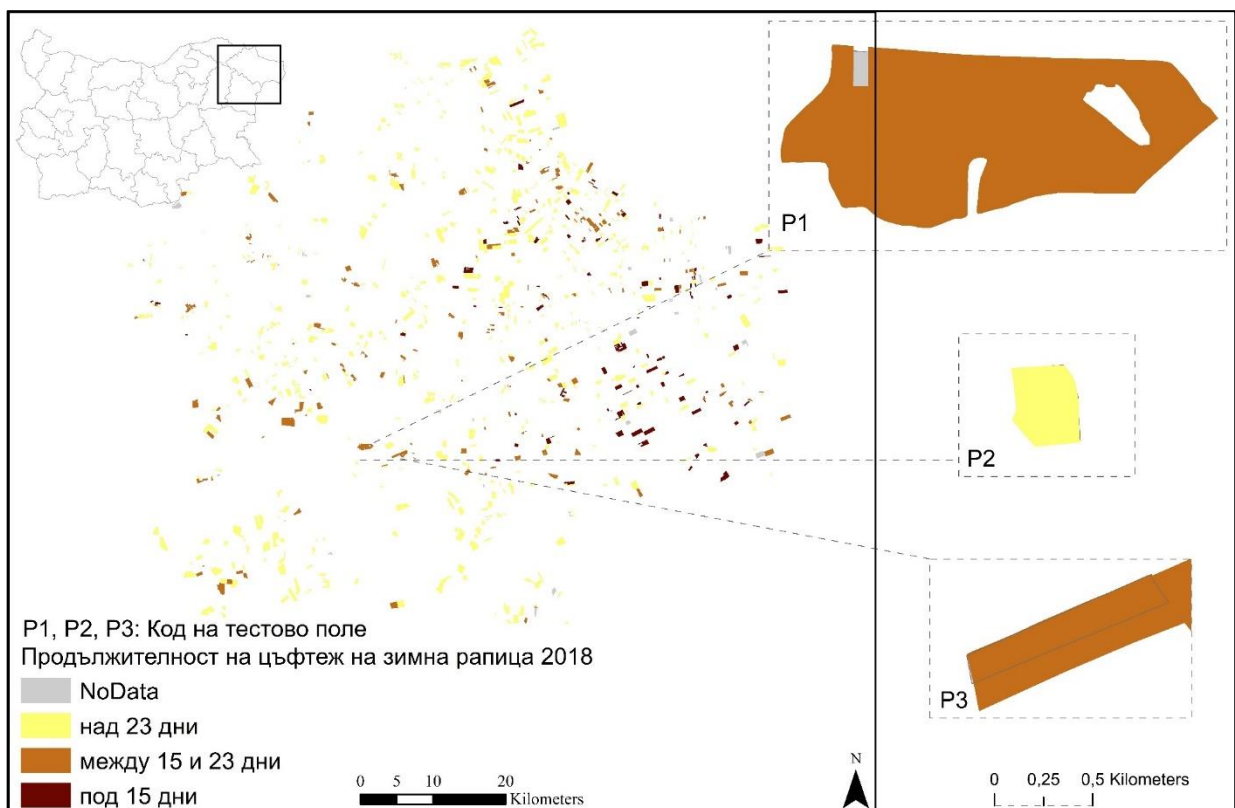 P1
P2
P3
P1, P2, P3: Код на тестово поле
Продължителност на цъфтеж на зимна рапица 2018
NoData
над 23 дни
между 15 и 23 дни
под 15 дни
0 5 10 20
Kilometers
N
0 0,25 0,5 Kilometers